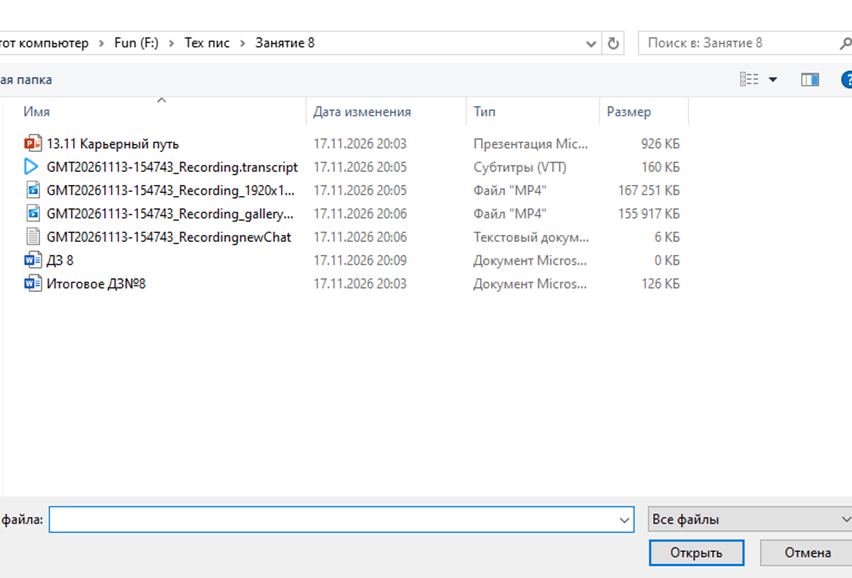 тот компьютер > Fun (F:) > Тех пис > Занятие 8
Поиск в: Занятие 8
ая папка
Имя Дата изменения Тип Размер
13.11 Карьерный путь 17.11.2026 20:03 Презентация Mic... 926 КБ
GMT20261113-154743_Recording.transcript 17.11.2026 20:05 Субтитры (VTT) 160 КБ
GMT20261113-154743_Recording_1920x1... 17.11.2026 20:05 Файл "MP4" 167 251 КБ
GMT20261113-154743_Recording_gallery... 17.11.2026 20:06 Файл "MP4" 155 917 КБ
GMT20261113-154743_RecordingnewChat 17.11.2026 20:06 Текстовый докум... 6 КБ
ДЗ 8 17.11.2026 20:09 Документ Micros... 0 КБ
Итоговое ДЗ№8 17.11.2026 20:03 Документ Micros... 126 КБ
файла:
Все файлы
Открыть Отмена